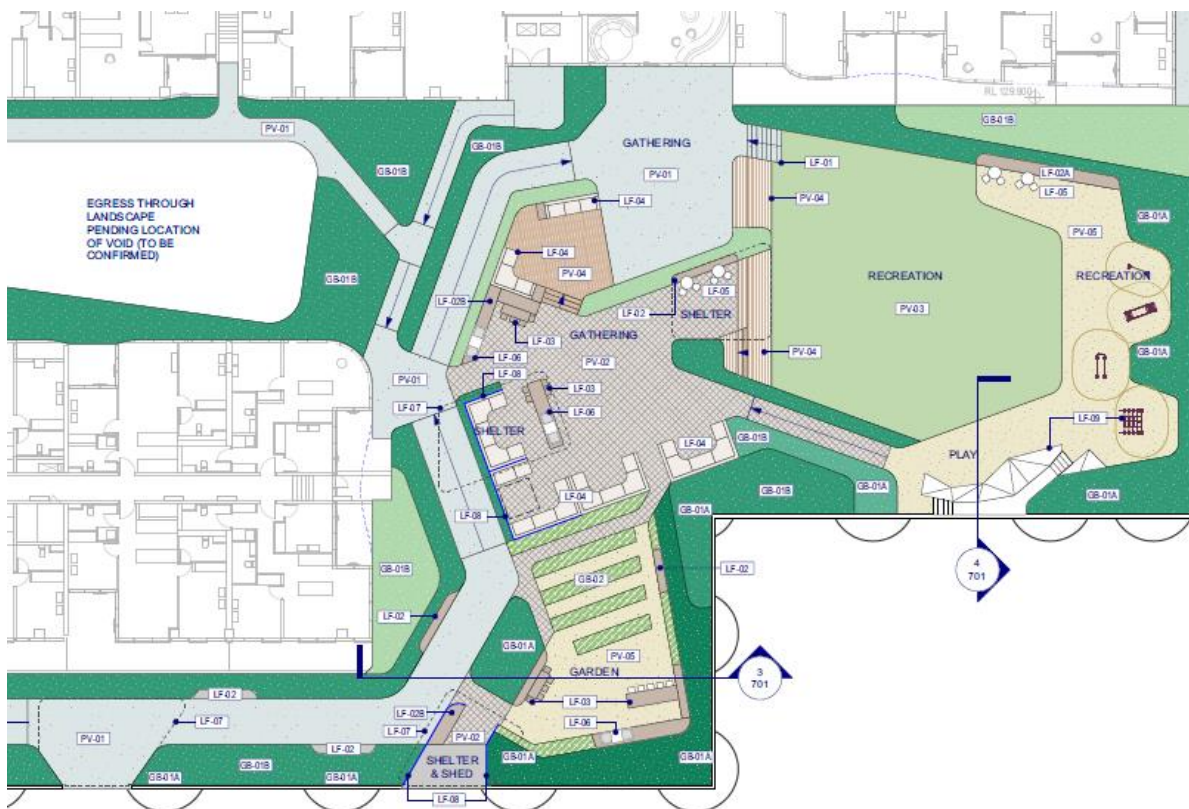 RL 129.800
GB-01B
PV-01
GB-01B
GATHERING
LF-01
GB-01B
PV-01
LF-02A
LF-05
EGRESS THROUGH
LANDSCAPE
PENDING LOCATION
OF VOID (TO BE
CONFIRMED)
LF-04
PV-04
GB-01A
PV-05
LF-04
GB-01B
PV-04
RECREATION
RECREATION
LF-05
LF-02B
LF-02
SHELTER
PV-03
LF-03
GATHERING
LF-06
PV-02
PV-04
GB-01A
LF-08
PV-01
LF-03
LF-07
LF-06
LF-09
SHELTER
LF-04
GB-01B
PLAY
LF-04
GB-01B
GB-01A
GB-01A
LF-08
GB-01A
GB-01B
GB-02
LF-02
4
701
LF-02
GB-01A
PV-05
GARDEN
3
701
LF-02
LF-03
LF-02B
LF-07
LF-07
LF-06
PV-01
PV-02
LF-02
GB-01A
GB-01A
GB-01B
SHELTER
& SHED
GB-01A
GB-01A
LF-08